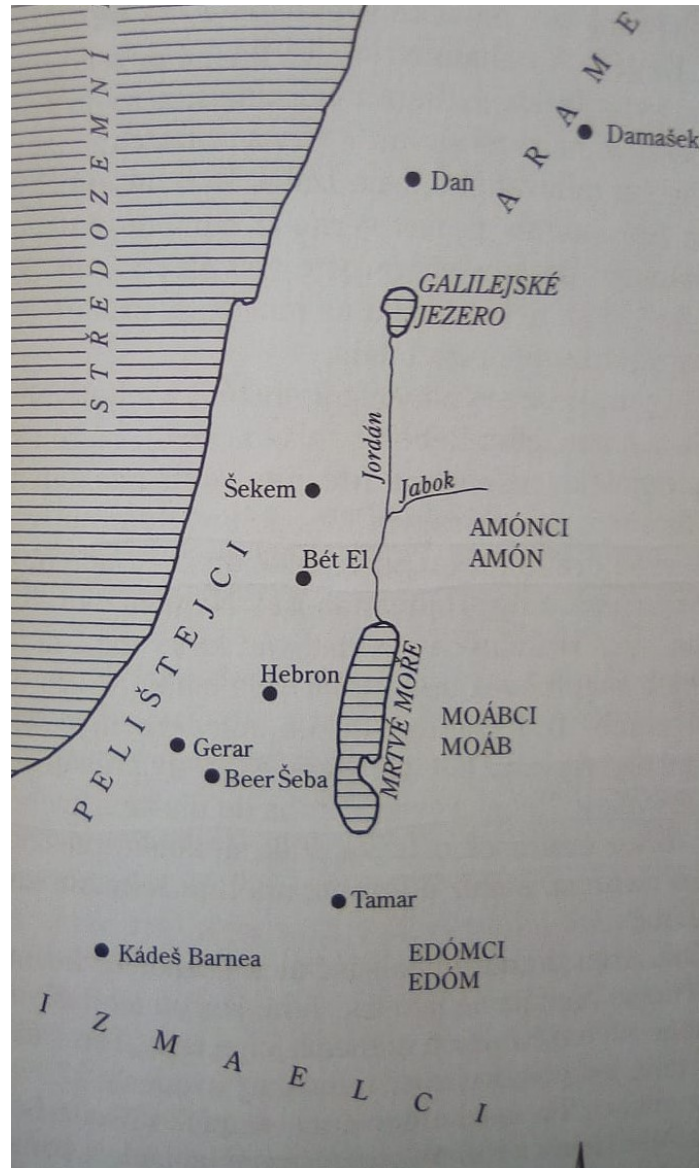 STŘEDOZEMNÍ
ARAME
Damašek
Dan
GALILEJSKÉ
JEZERO
Jordán
Šekem
Jabok
AMÓNCI
AMÓN
Bét El
PELIŠTEJCI
Hebron
MRTVÉ MOŘE
MOÁBCI
MOÁB
Gerar
Beer Šeba
Tamar
Kádeš Barnea
EDÓMCI
EDÓM
IZMAELCI